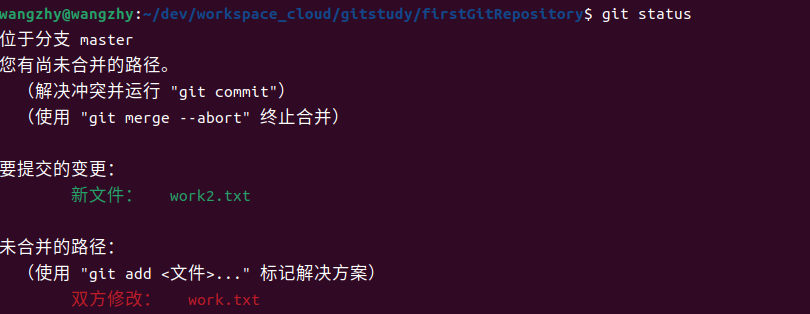 wangzhy@wangzhy:~/dev/workspace_cloud/gitstudy/firstGitRepository$ git status
位于分支 master
您有尚未合并的路径。
（解决冲突并运行 "git commit"）
（使用 "git merge --abort" 终止合并）
要提交的变更：
新文件：   work2.txt
未合并的路径：
（使用 "git add <文件>..." 标记解决方案）
双方修改：   work.txt